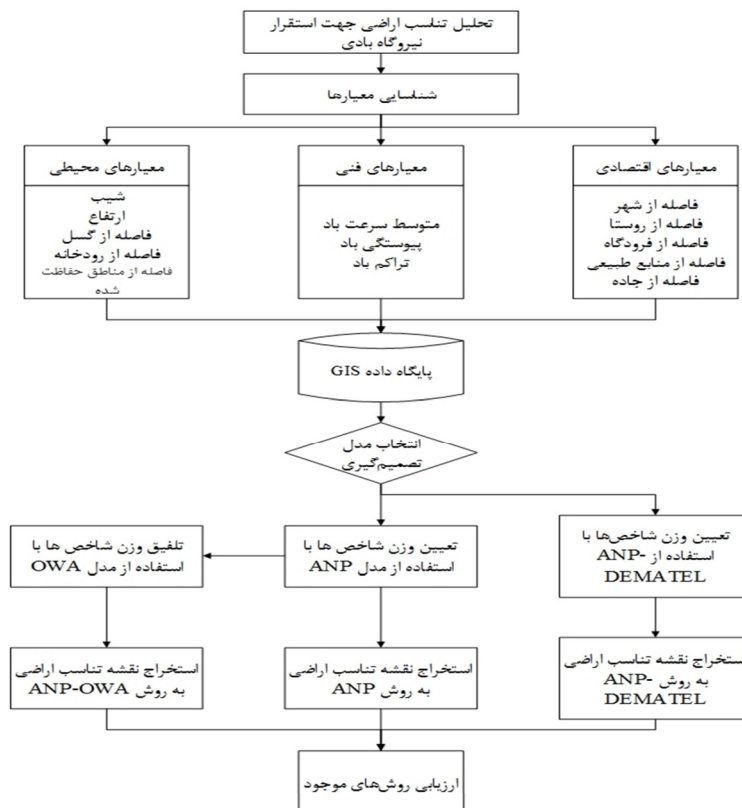 تحلیل تناسب اراضی جهت استقرار
نیروگاه بادی
شناسایی معیارها
معیارهای اقتصادی
فاصله از شهر
فاصله از روستا
فاصله از فرودگاه
فاصله از منابع طبیعی
فاصله از جاده
معیارهای فنی
متوسط سرعت باد
پیوستگی باد
تراکم باد
معیارهای محیطی
شیب
ارتفاع
فاصله از گسل
فاصله از رودخانه
فاصله از مناطق حفاظت
شده
پایگاه داده GIS
انتخاب مدل
تصمیم‌گیری
تعیین وزن شاخص‌ها با
استفاده از ANP-
DEMATEL
تعیین وزن شاخص ها با
استفاده از مدل ANP
تلفیق وزن شاخص ها با
استفاده از مدل OWA
ستخراج نقشه تناسب اراضی
به روش ANP-
DEMATEL
استخراج نقشه تناسب اراضی
به روش ANP
استخراج نقشه تناسب اراضی
به روش ANP-OWA
ارزیابی روش‌های موجود